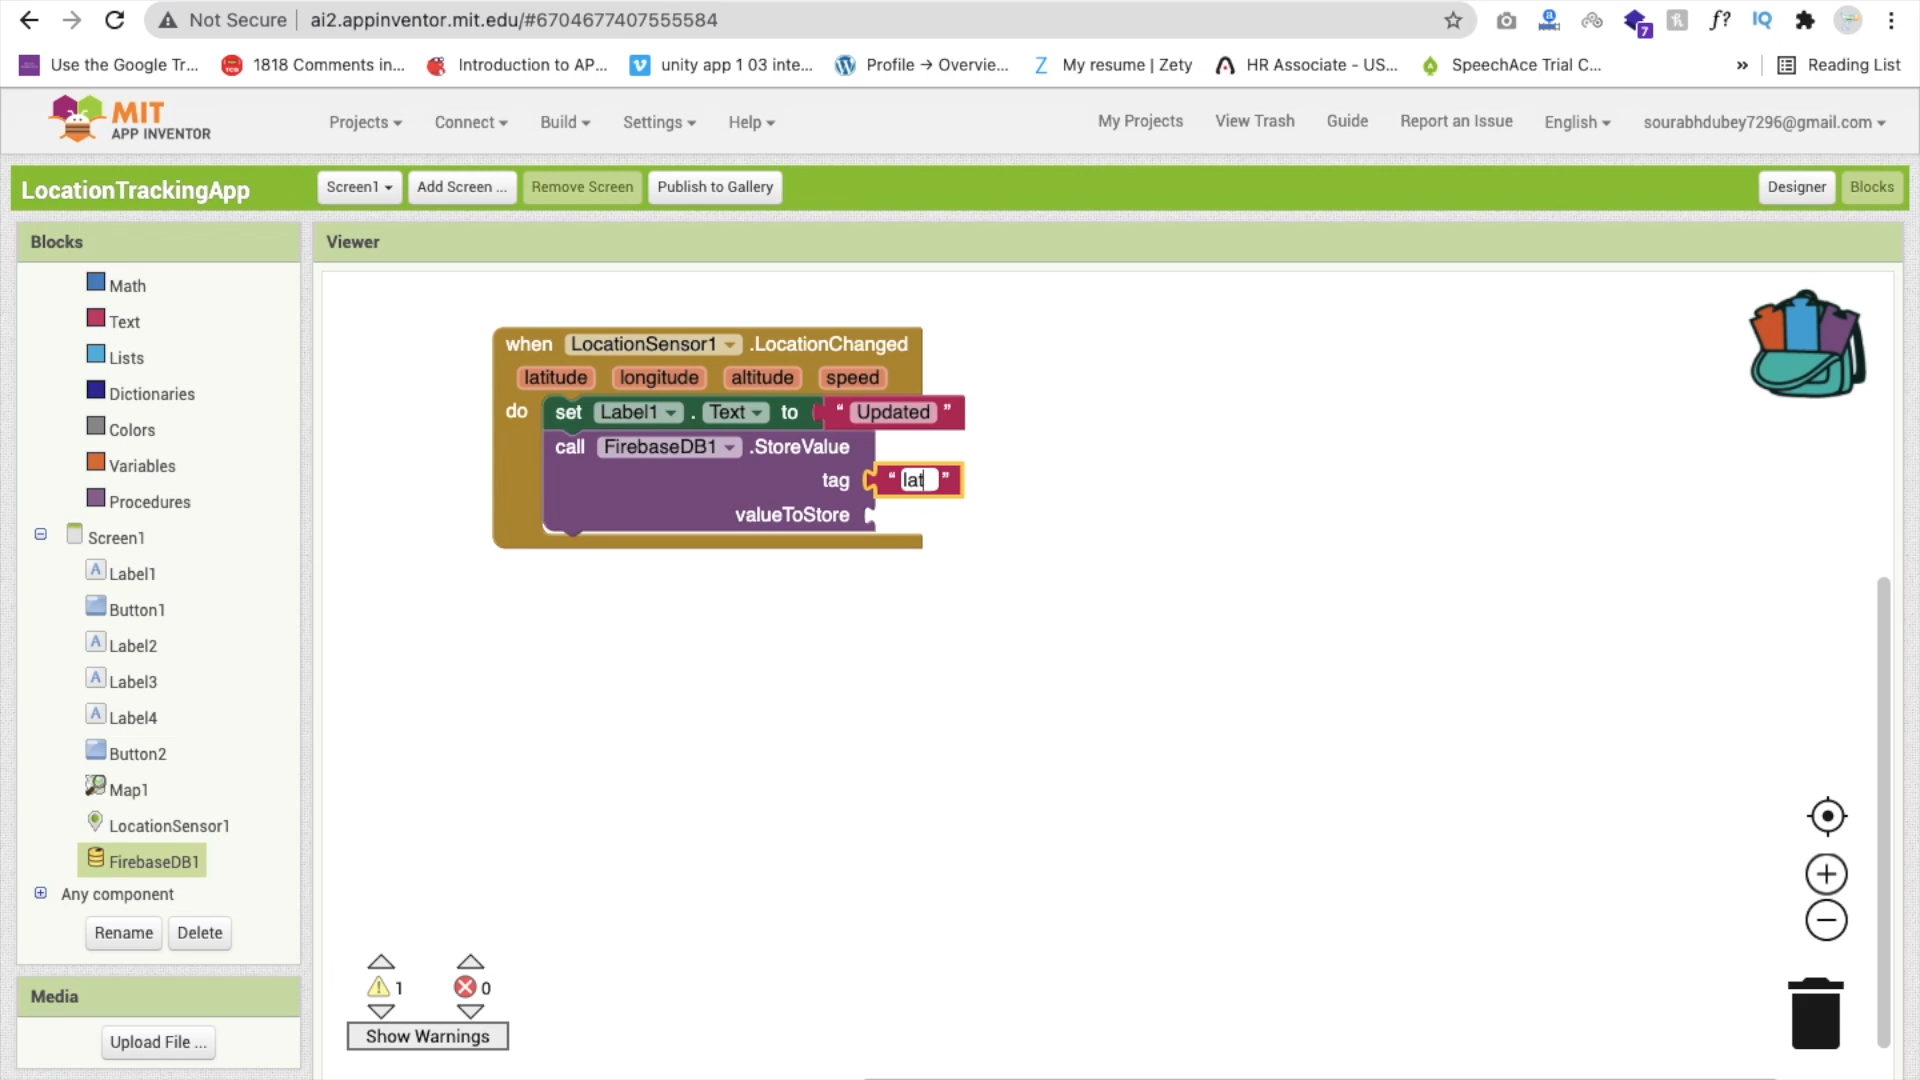 Not Secure
ai2.appinventor.mit.edu/#6704677407555584
7
f?
IQ
Use the Google Tr...
1818 Comments in...
Introduction to AP...
unity app 1 03 inte...
Profile → Overvie...
Z
My resume | Zety
HR Associate - US...
SpeechAce Trial C...
»
Reading List
MIT
APP INVENTOR
Projects
Connect
Build
Settings
Help
My Projects
View Trash
Guide
Report an Issue
English
sourabhdubey7296@gmail.com
LocationTrackingApp
Screen1
Add Screen ...
Remove Screen
Publish to Gallery
Designer
Blocks
Blocks
Viewer
Math
Text
Lists
Dictionaries
Colors
Variables
Procedures
Screen1
A Label1
Button1
A Label2
A Label3
A Label4
Button2
Map1
LocationSensor1
FirebaseDB1
Any component
Rename
Delete
Media
Upload File ...
when LocationSensor1 .LocationChanged
latitude longitude altitude speed
do set Label1 . Text to “ Updated ”
call FirebaseDB1 .StoreValue
tag “ lat ”
valueToStore
1
0
Show Warnings